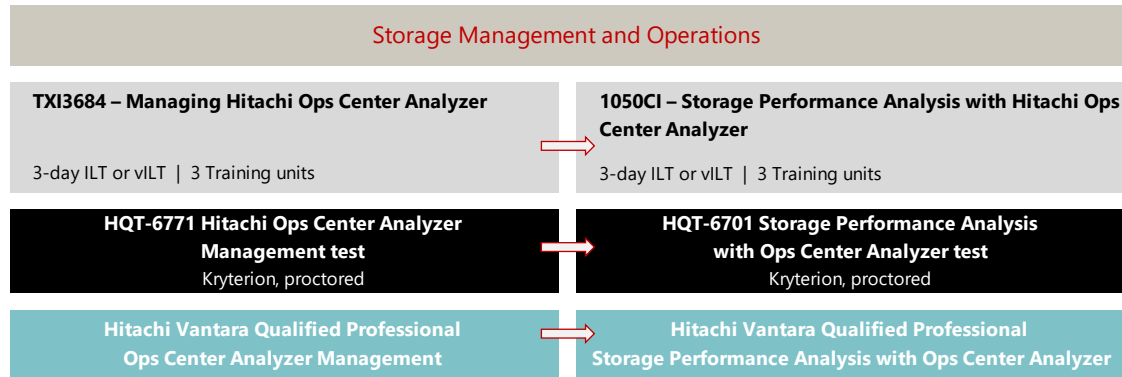 Storage Management and Operations
TXI3684 – Managing Hitachi Ops Center Analyzer
3-day ILT or vILT | 3 Training units
1050CI – Storage Performance Analysis with Hitachi Ops
Center Analyzer
3-day ILT or vILT | 3 Training units
HQT-6771 Hitachi Ops Center Analyzer
Management test
Kryterion, proctored
HQT-6701 Storage Performance Analysis
with Ops Center Analyzer test
Kryterion, proctored
Hitachi Vantara Qualified Professional
Ops Center Analyzer Management
Hitachi Vantara Qualified Professional
Storage Performance Analysis with Ops Center Analyzer